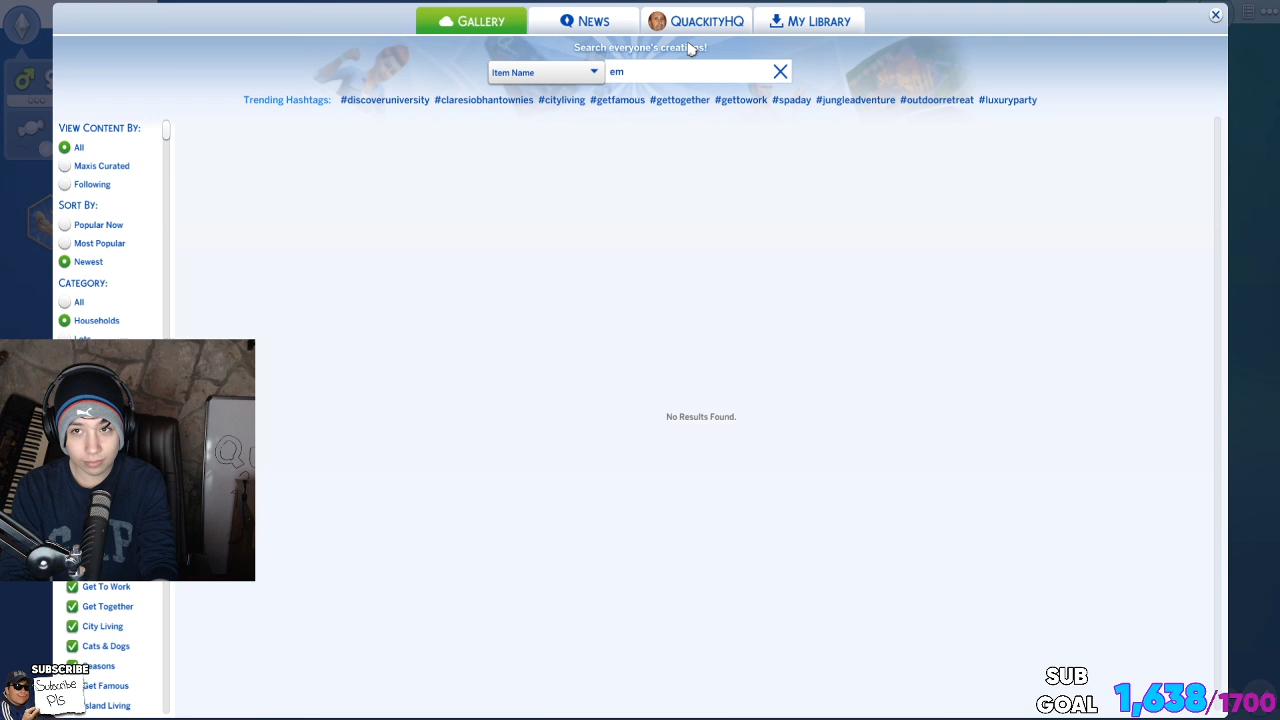 GALLERY
NEWS
QUACKITYHQ
MY LIBRARY
Search everyone's creations!
Item Name
em
Trending Hashtags: #discoveruniversity #claresiobhantownies #cityliving #getfamous #gettogether #gettowork #spaday #jungleadventure #outdoorretreat #luxuryparty
VIEW CONTENT BY:
All
Maxis Curated
Following
SORT BY:
Popular Now
Most Popular
Newest
CATEGORY:
All
Households
Lots
No Results Found.
Get To Work
Get Together
City Living
Cats & Dogs
Seasons
Get Famous
Island Living
SUBSCRIBE
Subscribe
Pls
SUB
GOAL
1,638/1700